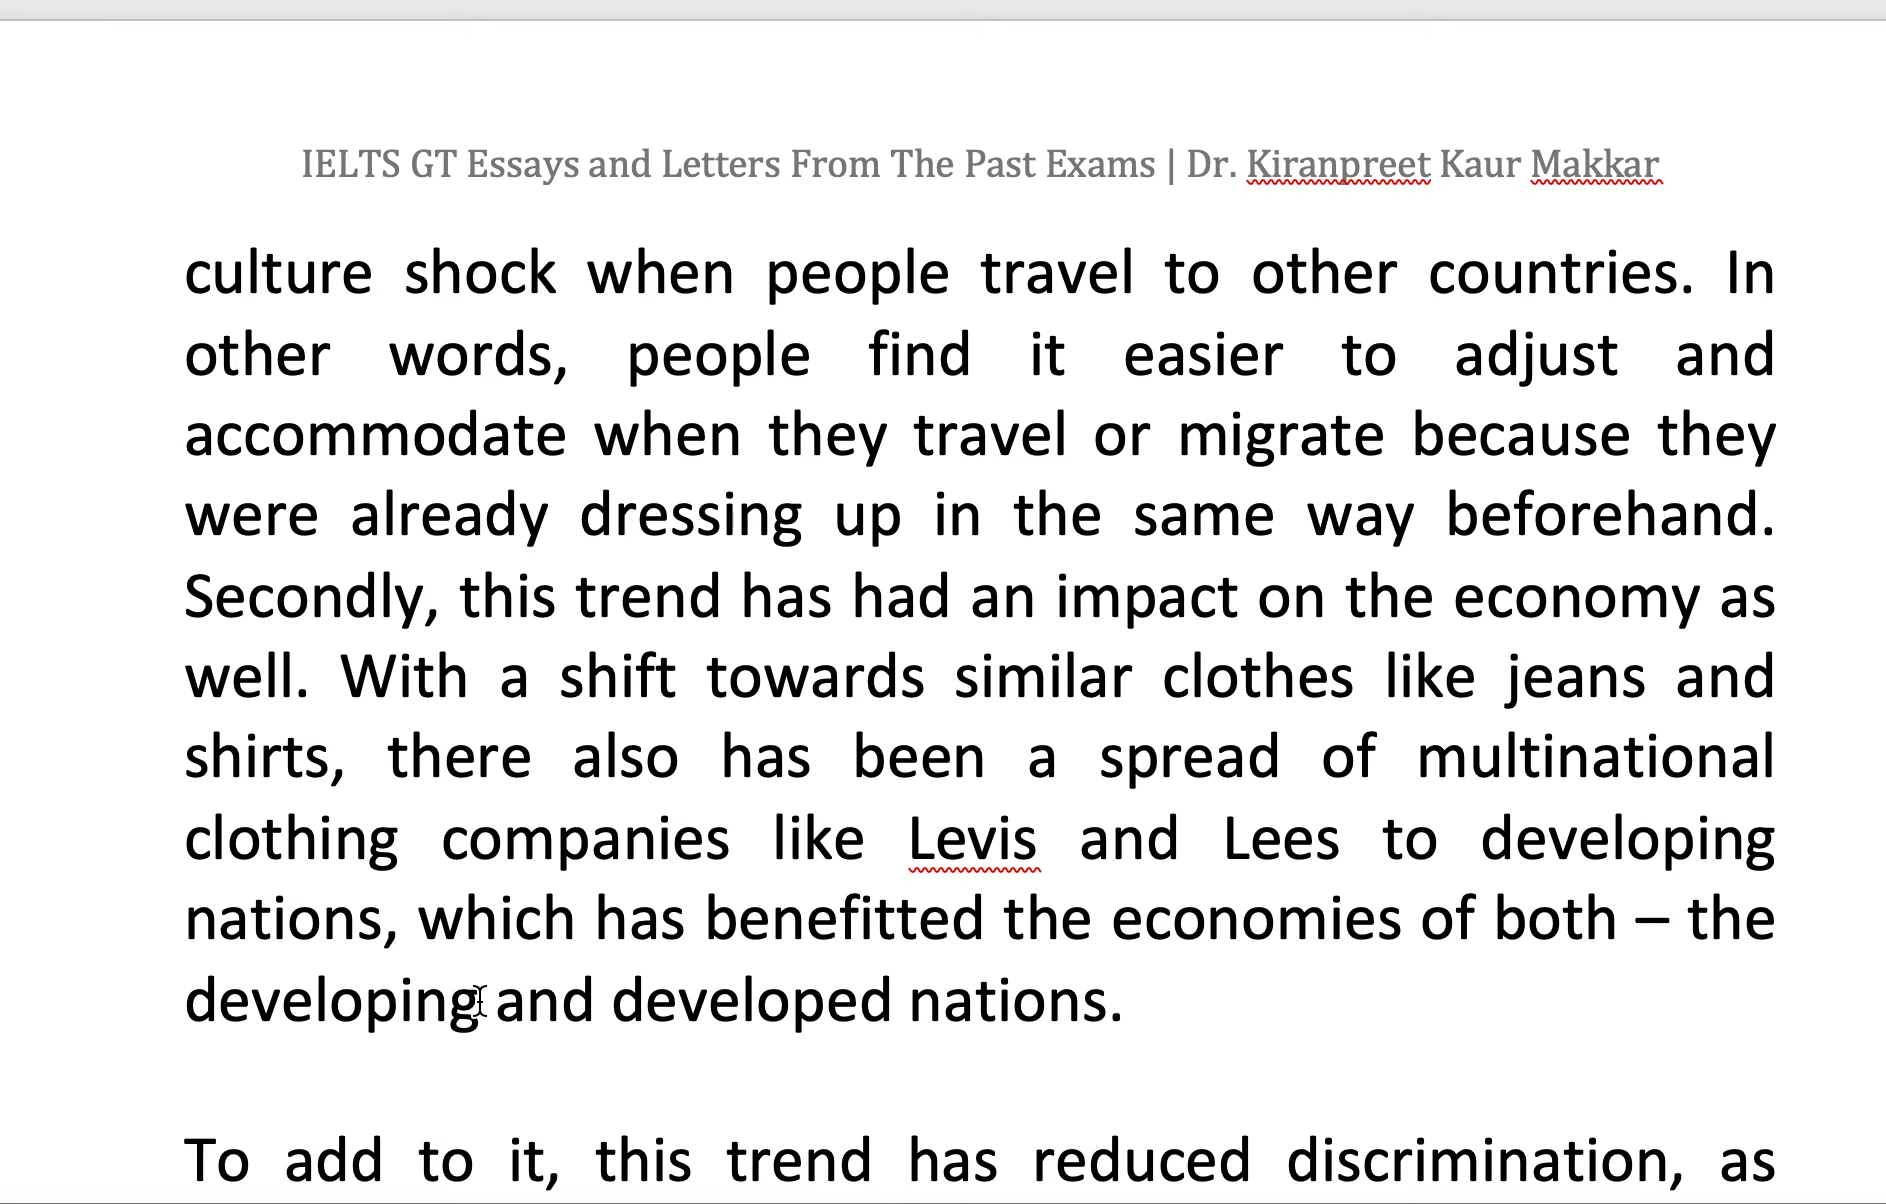 IELTS GT Essays and Letters From The Past Exams | Dr. Kiranpreet Kaur Makkar
culture shock when people travel to other countries. In
other words, people find it easier to adjust and
accommodate when they travel or migrate because they
were already dressing up in the same way beforehand.
Secondly, this trend has had an impact on the economy as
well. With a shift towards similar clothes like jeans and
shirts, there also has been a spread of multinational
clothing companies like Levis and Lees to developing
nations, which has benefitted the economies of both – the
developing and developed nations.
To add to it, this trend has reduced discrimination, as